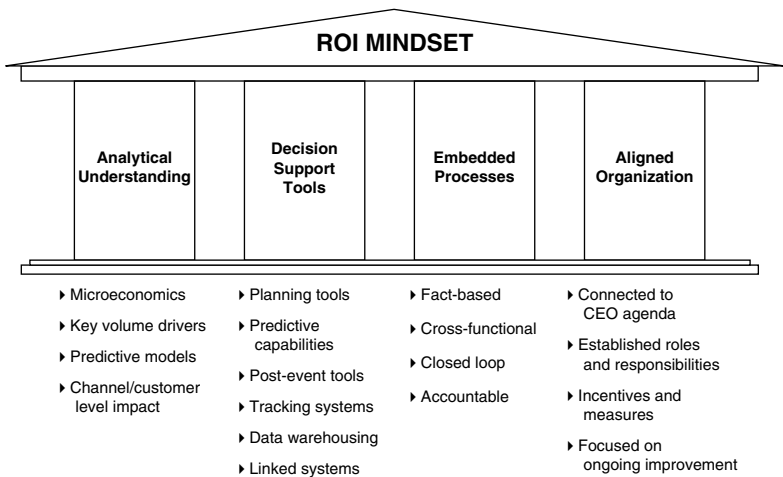 ROI MINDSET
Analytical
Understanding
Decision
Support
Tools
Embedded
Processes
Aligned
Organization
Microeconomics
Key volume drivers
Predictive models
Channel/customer
level impact
Planning tools
Predictive
capabilities
Post-event tools
Tracking systems
Data warehousing
Linked systems
Fact-based
Cross-functional
Closed loop
Accountable
Connected to
CEO agenda
Established roles
and responsibilities
Incentives and
measures
Focused on
ongoing improvement